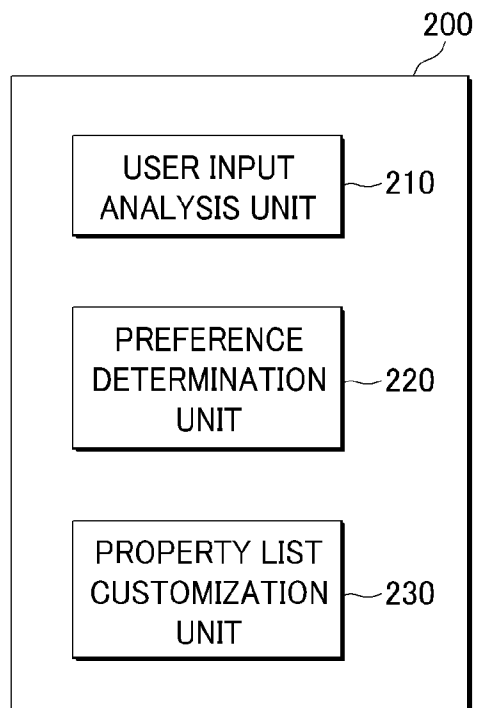 200
USER INPUT
ANALYSIS UNIT
210
PREFERENCE
DETERMINATION
UNIT
220
PROPERTY LIST
CUSTOMIZATION
UNIT
230